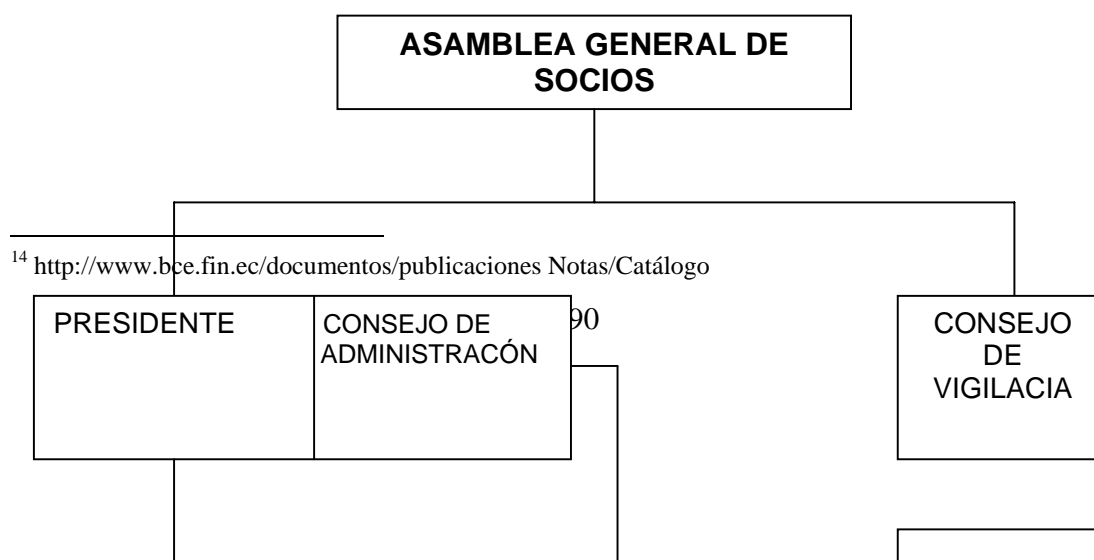 ASAMBLEA GENERAL DE
SOCIOS
14 http://www.bce.fin.ec/documentos/publicaciones Notas/Catálogo
PRESIDENTE
CONSEJO DE
ADMINISTRACÓN
90
CONSEJO
DE
VIGILACIA